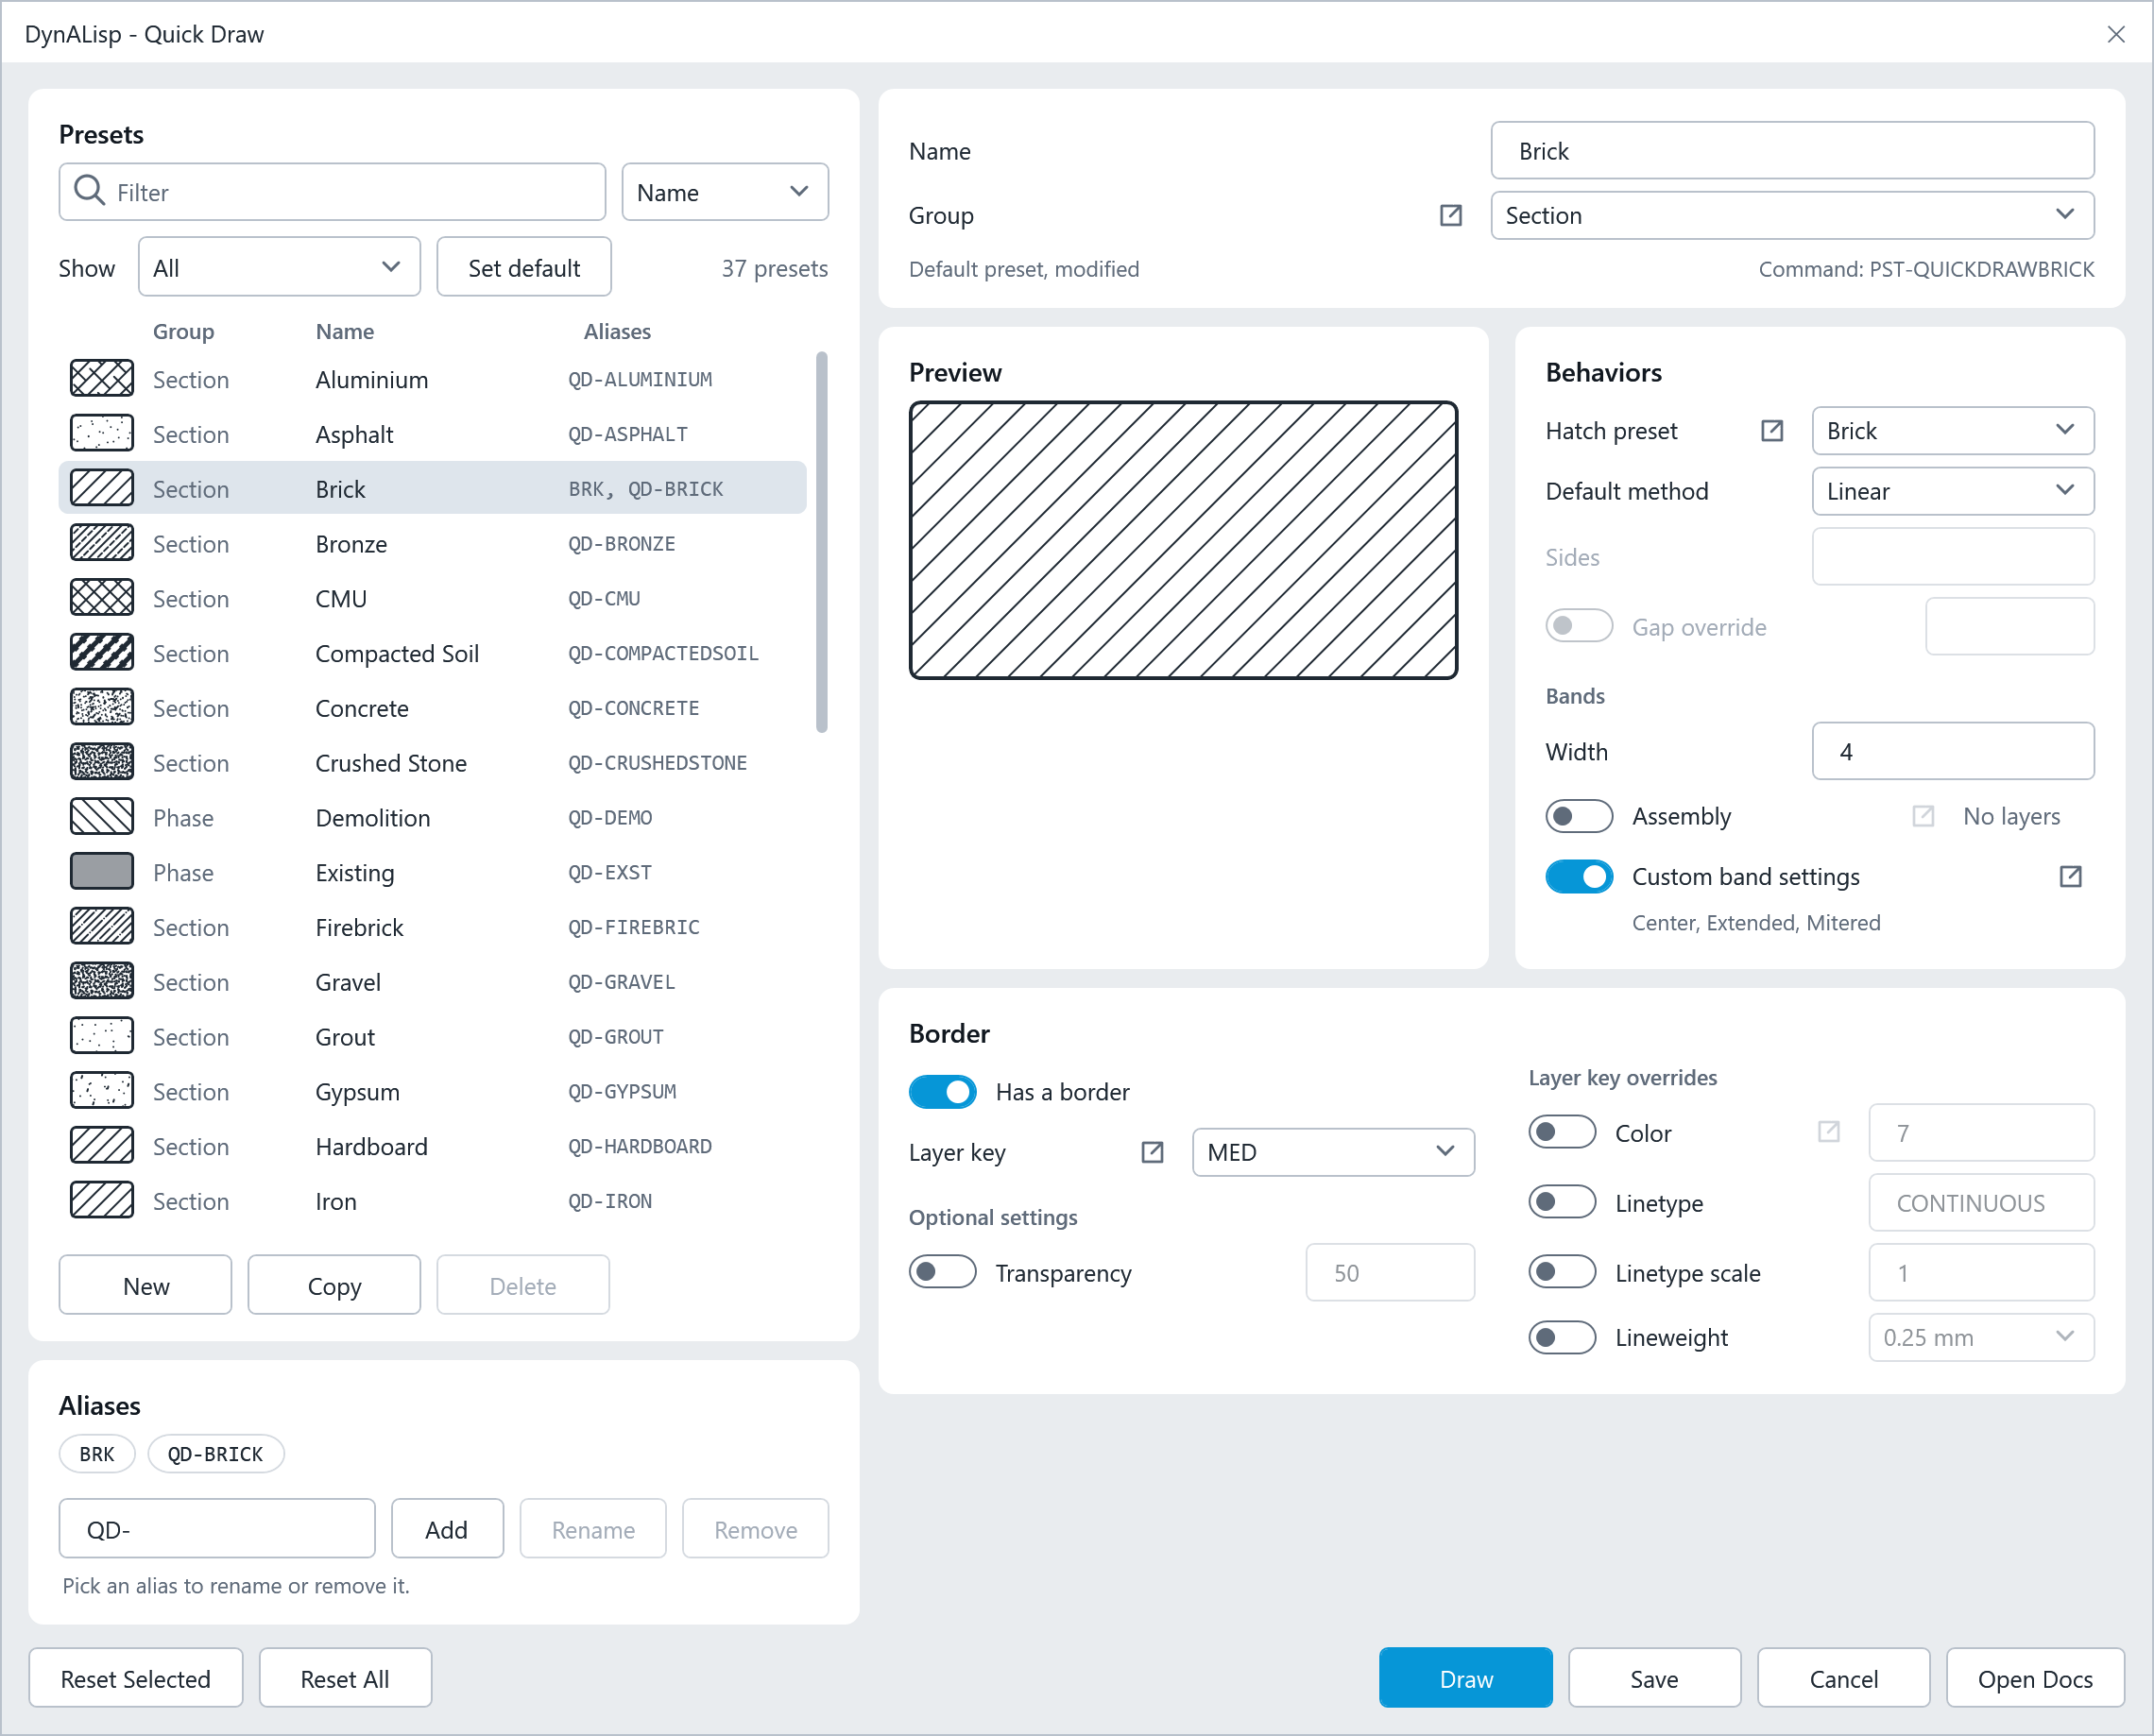 DynALisp - Quick Draw
Presets
Filter
Name
Show
All
Set default
37 presets
Group Name Aliases
Section Aluminium QD-ALUMINIUM
Section Asphalt QD-ASPHALT
Section Brick BRK, QD-BRICK
Section Bronze QD-BRONZE
Section CMU QD-CMU
Section Compacted Soil QD-COMPACTEDSOIL
Section Concrete QD-CONCRETE
Section Crushed Stone QD-CRUSHEDSTONE
Phase Demolition QD-DEMO
Phase Existing QD-EXST
Section Firebrick QD-FIREBRIC
Section Gravel QD-GRAVEL
Section Grout QD-GROUT
Section Gypsum QD-GYPSUM
Section Hardboard QD-HARDBOARD
Section Iron QD-IRON
New
Copy
Delete
Aliases
BRK
QD-BRICK
QD-
Add
Rename
Remove
Pick an alias to rename or remove it.
Name
Brick
Group
Section
Default preset, modified
Command: PST-QUICKDRAWBRICK
Preview
Behaviors
Hatch preset
Brick
Default method
Linear
Sides
Gap override
Bands
Width
4
Assembly
No layers
Custom band settings
Center, Extended, Mitered
Border
Has a border
Layer key
MED
Optional settings
Transparency
50
Layer key overrides
Color
7
Linetype
CONTINUOUS
Linetype scale
1
Lineweight
0.25 mm
Reset Selected
Reset All
Draw
Save
Cancel
Open Docs